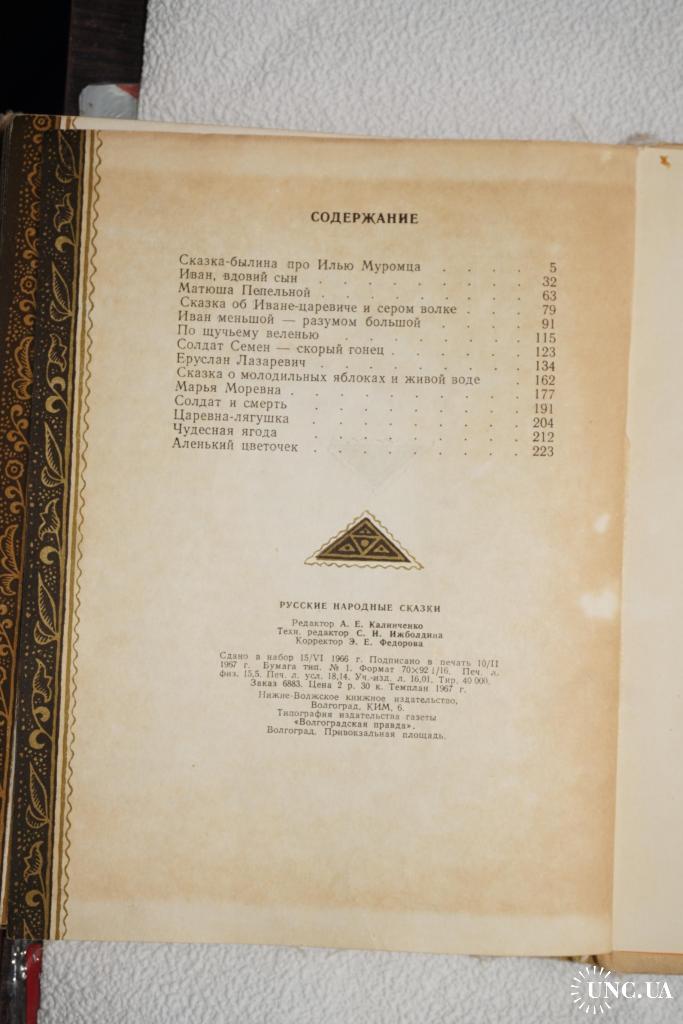 СОДЕРЖАНИЕ
Сказка-былина про Илью Муромца . . . . 5
Иван, вдовий сын . . . . . . . . 32
Матюша Пепельной . . . . . . . . 63
Сказка об Иване-царевиче и сером волке . . . 79
Иван меньшой — разумом большой . . . . 91
По щучьему веленью . . . . . . . 115
Солдат Семен — скорый гонец . . . . . 123
Еруслан Лазаревич . . . . . . . . 134
Сказка о молодильных яблоках и живой воде . 162
Марья Моревна . . . . . . . . . 177
Солдат и смерть . . . . . . . . 191
Царевна-лягушка . . . . . . . . 204
Чудесная ягода . . . . . . . . 212
Аленький цветочек . . . . . . . . 223
РУССКИЕ НАРОДНЫЕ СКАЗКИ
Редактор А. Е. Калинченко
Техн. редактор С. Н. Ижболдина
Корректор Э. Е. Федорова
Сдано в набор 15/VI 1966 г. Подписано в печать 10/II
1967 г. Бумага тип. № 1. Формат 70×92 1/16. Печ. л.
физ. 15,5. Печ. л. усл. 18,14. Уч.-изд. л. 16,01. Тир. 40 000.
Заказ 6883. Цена 2 р. 30 к. Темплан 1967 г.
Нижне-Волжское книжное издательство,
Волгоград, КИМ, 6.
Типография издательства газеты
«Волгоградская правда».
Волгоград. Привокзальная площадь.
UNC.UA